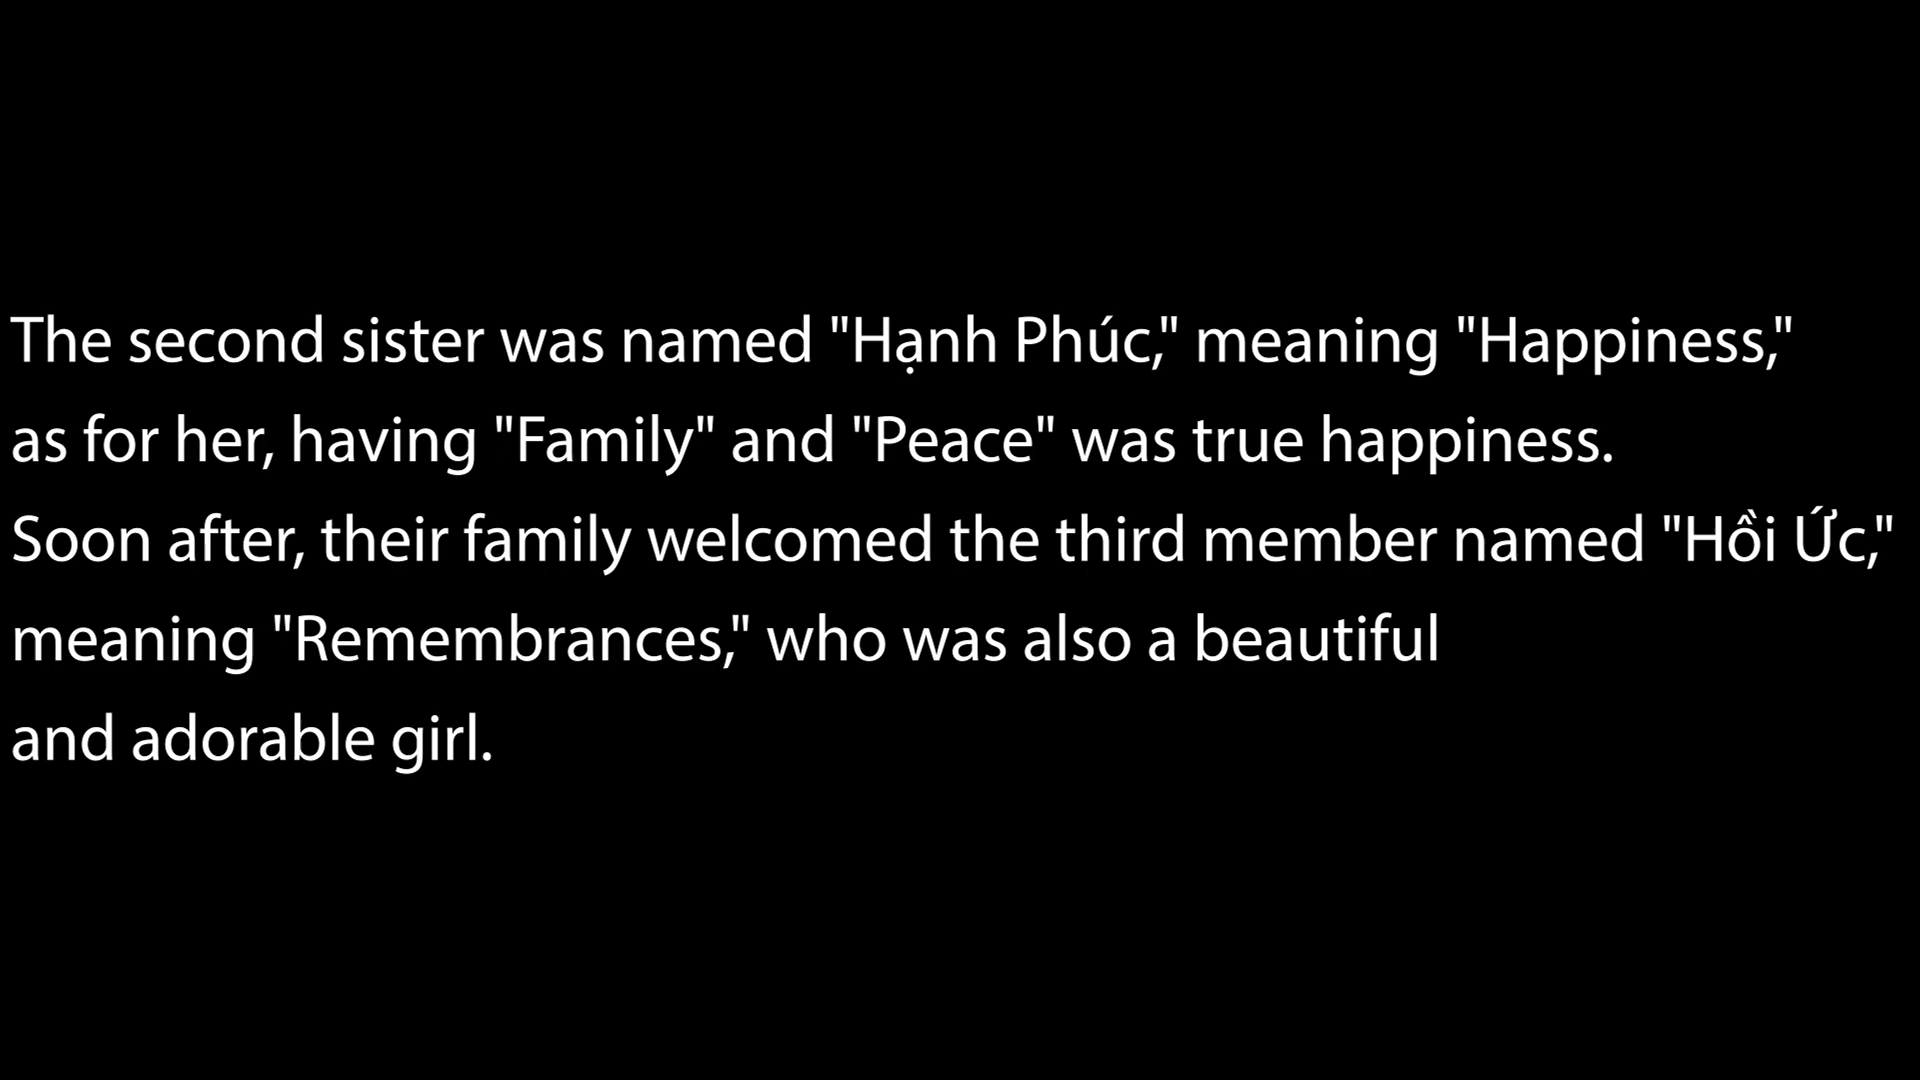 The second sister was named "Hạnh Phúc," meaning "Happiness,"
as for her, having "Family" and "Peace" was true happiness.
Soon after, their family welcomed the third member named "Hồi Ức,"
meaning "Remembrances," who was also a beautiful
and adorable girl.